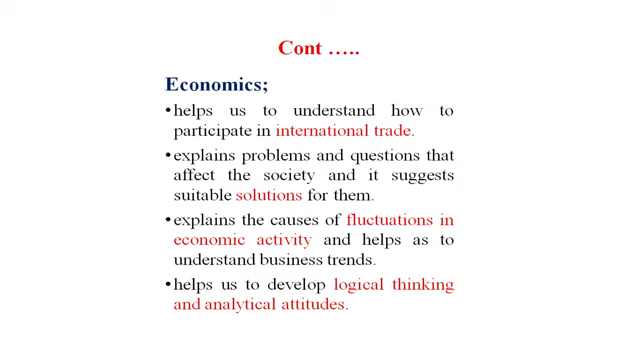 Cont …..
Economics;
•helps us to understand how to
participate in international trade.
•explains problems and questions that
affect the society and it suggests
suitable solutions for them.
•explains the causes of fluctuations in
economic activity and helps as to
understand business trends.
•helps us to develop logical thinking
and analytical attitudes.